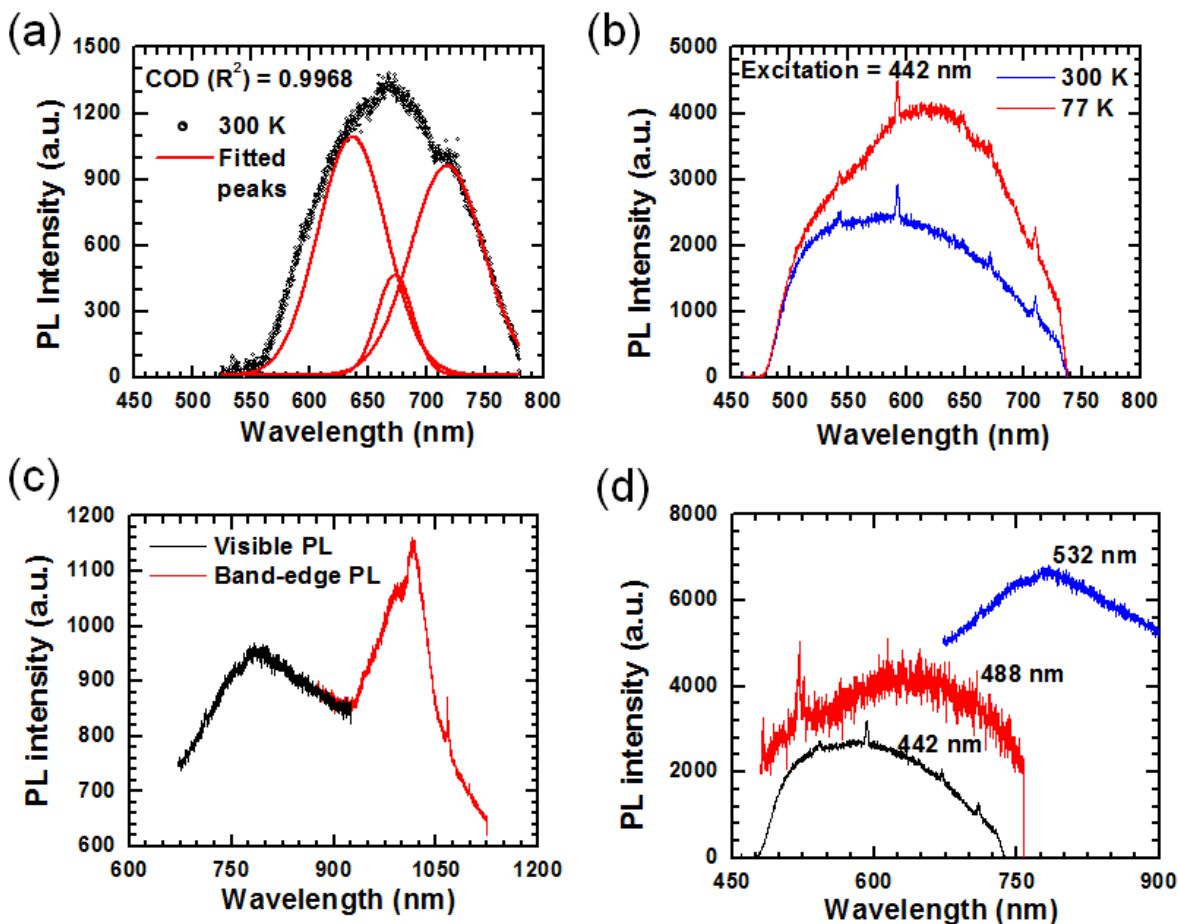 (a)
1500
1200
900
600
300
0
COD (R²) = 0.9968
300 K
Fitted
peaks
PL Intensity (a.u.)
450 500 550 600 650 700 750 800
Wavelength (nm)
(b)
5000
4000
3000
2000
1000
0
Excitation = 442 nm
300 K
77 K
PL Intensity (a.u.)
450 500 550 600 650 700 750 800
Wavelength (nm)
(c)
1200
1100
1000
900
800
700
600
Visible PL
Band-edge PL
PL intensity (a.u.)
600 750 900 1050 1200
Wavelength (nm)
(d)
8000
6000
4000
2000
0
532 nm
488 nm
442 nm
PL intensity (a.u.)
450 600 750 900
Wavelength (nm)